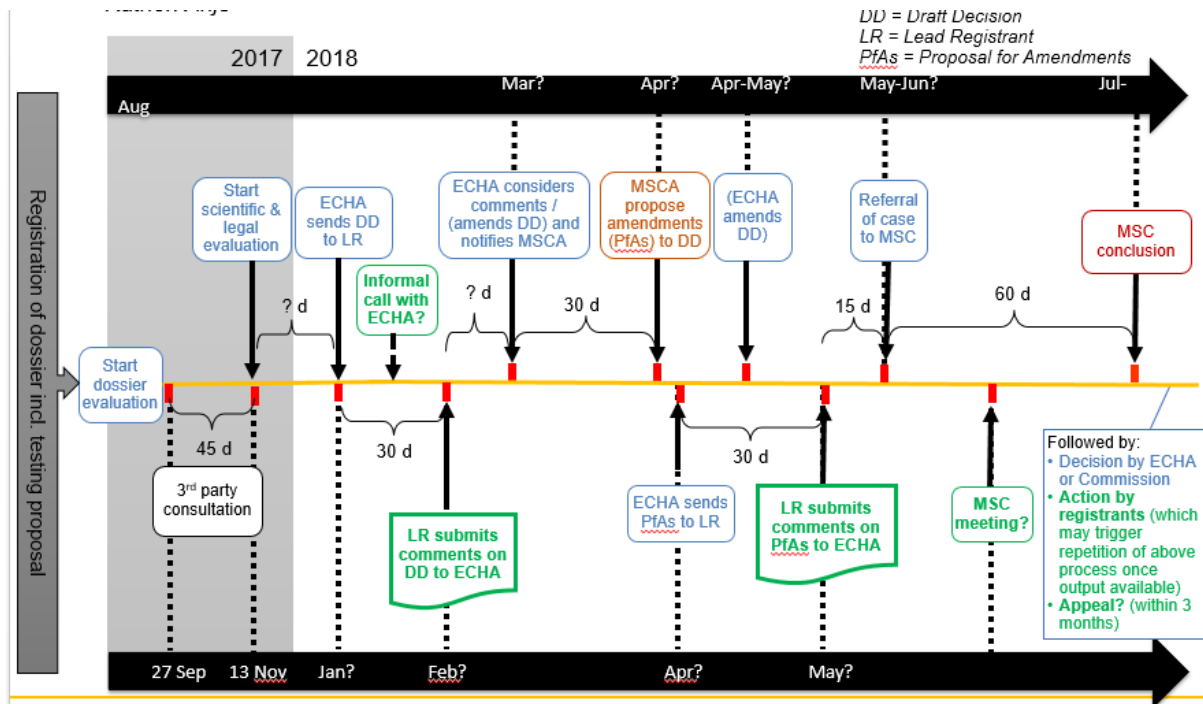 DD = Draft Decision
LR = Lead Registrant
PfAs = Proposal for Amendments
2017
2018
Aug
Mar?
Apr?
Apr-May?
May-Jun?
Jul-
Registration of dossier incl. testing proposal
Start
scientific &
legal
evaluation
ECHA
sends DD
to LR
ECHA considers
comments /
(amends DD) and
notifies MSCA
MSCA
propose
amendments
(PfAs) to DD
(ECHA
amends
DD)
Referral
of case
to MSC
MSC
conclusion
Informal
call with
ECHA?
? d
? d
30 d
15 d
60 d
Start
dossier
evaluation
45 d
30 d
30 d
3rd party
consultation
LR submits
comments on
DD to ECHA
ECHA sends
PfAs to LR
LR submits
comments on
PfAs to ECHA
MSC
meeting?
Followed by:
• Decision by ECHA
or Commission
• Action by
registrants (which
may trigger
repetition of above
process once
output available)
• Appeal? (within 3
months)
27 Sep
13 Nov
Jan?
Feb?
Apr?
May?